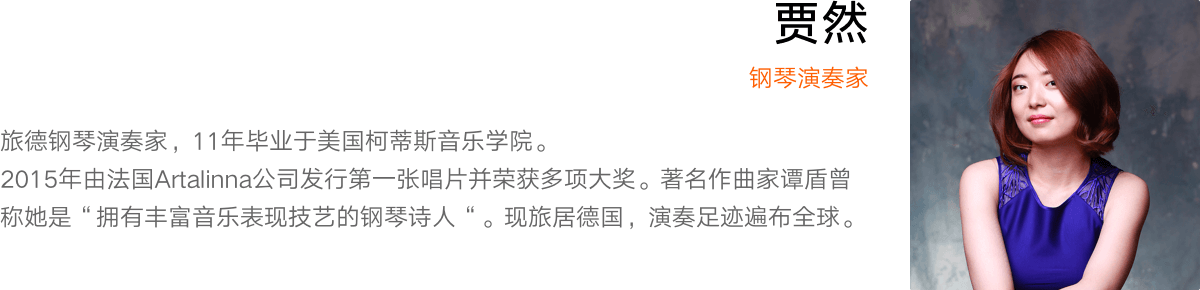 贾然
钢琴演奏家
旅德钢琴演奏家，11年毕业于美国柯蒂斯音乐学院。
2015年由法国Artalinna公司发行第一张唱片并荣获多项大奖。著名作曲家谭盾曾
称她是“拥有丰富音乐表现技艺的钢琴诗人“。现旅居德国，演奏足迹遍布全球。